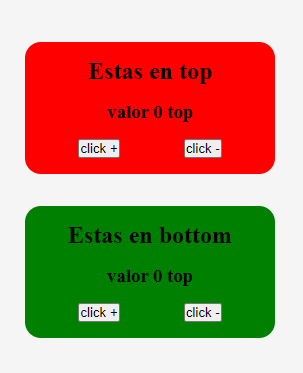 Estas en top
valor 0 top
click + click -
Estas en bottom
valor 0 top
click + click -